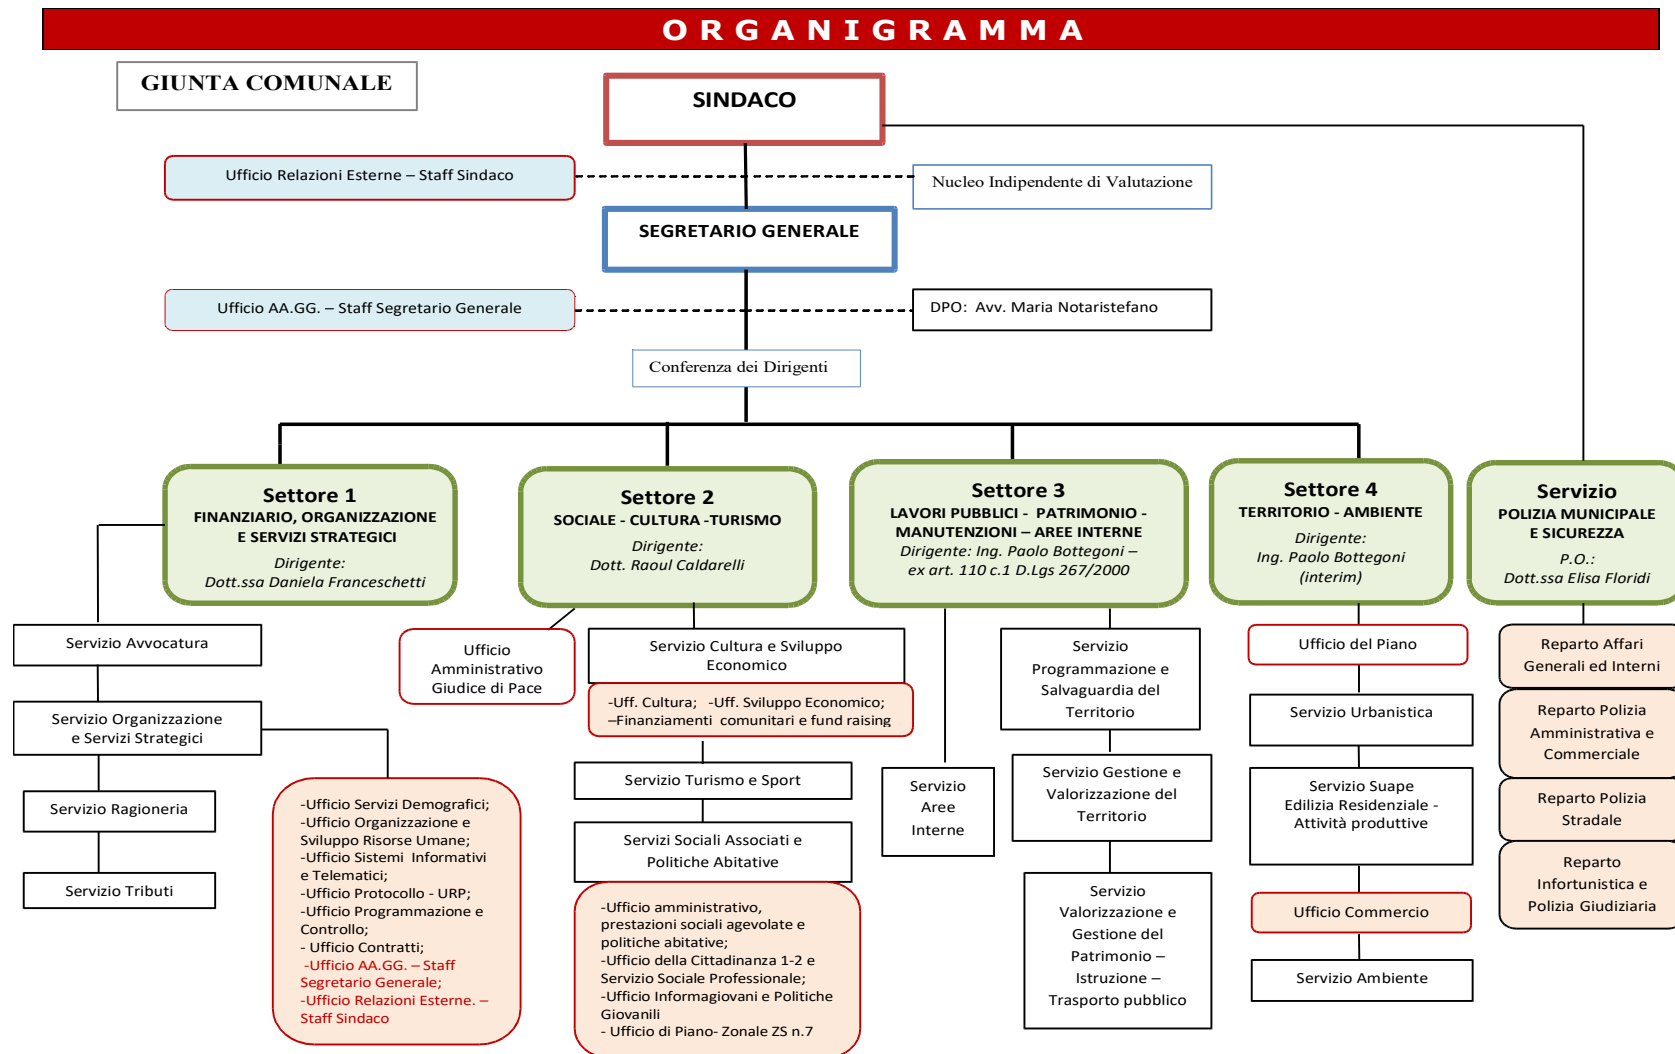 ORGANIGRAMMA
GIUNTA COMUNALE
SINDACO
Ufficio Relazioni Esterne – Staff Sindaco
Nucleo Indipendente di Valutazione
SEGRETARIO GENERALE
Ufficio AA.GG. – Staff Segretario Generale
DPO: Avv. Maria Notaristefano
Conferenza dei Dirigenti
Settore 1
FINANZIARIO, ORGANIZZAZIONE
E SERVIZI STRATEGICI
Dirigente:
Dott.ssa Daniela Franceschetti
Servizio Avvocatura
Servizio Organizzazione
e Servizi Strategici
Servizio Ragioneria
Servizio Tributi
-Ufficio Servizi Demografici;
-Ufficio Organizzazione e
Sviluppo Risorse Umane;
-Ufficio Sistemi Informativi
e Telematici;
-Ufficio Protocollo - URP;
-Ufficio Programmazione e
Controllo;
- Ufficio Contratti;
-Ufficio AA.GG. – Staff
Segretario Generale;
-Ufficio Relazioni Esterne. –
Staff Sindaco
Settore 2
SOCIALE - CULTURA -TURISMO
Dirigente:
Dott. Raoul Caldarelli
Ufficio
Amministrativo
Giudice di Pace
Servizio Cultura e Sviluppo
Economico
-Uff. Cultura; -Uff. Sviluppo Economico;
–Finanziamenti comunitari e fund raising
Servizio Turismo e Sport
Servizi Sociali Associati e
Politiche Abitative
-Ufficio amministrativo,
prestazioni sociali agevolate e
politiche abitative;
-Ufficio della Cittadinanza 1-2 e
Servizio Sociale Professionale;
-Ufficio Informagiovani e Politiche
Giovanili
- Ufficio di Piano- Zonale ZS n.7
Settore 3
LAVORI PUBBLICI - PATRIMONIO -
MANUTENZIONI – AREE INTERNE
Dirigente: Ing. Paolo Bottegoni –
ex art. 110 c.1 D.Lgs 267/2000
Servizio
Aree
Interne
Servizio
Programmazione e
Salvaguardia del
Territorio
Servizio Gestione e
Valorizzazione del
Territorio
Servizio
Valorizzazione e
Gestione del
Patrimonio –
Istruzione –
Trasporto pubblico
Settore 4
TERRITORIO - AMBIENTE
Dirigente:
Ing. Paolo Bottegoni
(interim)
Ufficio del Piano
Servizio Urbanistica
Servizio Suape
Edilizia Residenziale -
Attività produttive
Ufficio Commercio
Servizio Ambiente
Servizio
POLIZIA MUNICIPALE
E SICUREZZA
P.O.:
Dott.ssa Elisa Floridi
Reparto Affari
Generali ed Interni
Reparto Polizia
Amministrativa e
Commerciale
Reparto Polizia
Stradale
Reparto
Infortunistica e
Polizia Giudiziaria